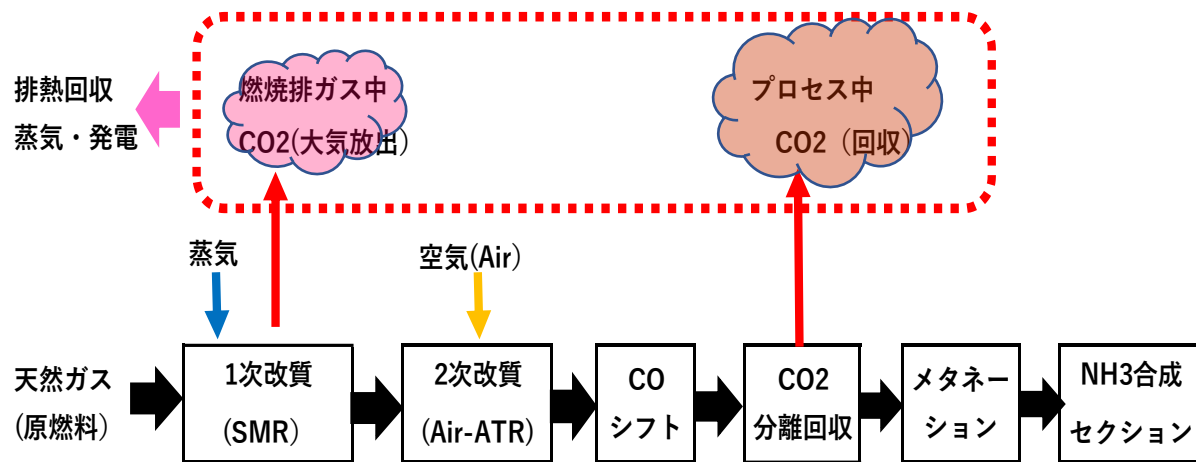 排熱回収
蒸気・発電
燃焼排ガス中
CO2(大気放出)
プロセス中
CO2（回収）
蒸気
空気(Air)
天然ガス
(原燃料)
1次改質
(SMR)
2次改質
(Air-ATR)
CO
シフト
CO2
分離回収
メタネー
ション
NH3合成
セクション